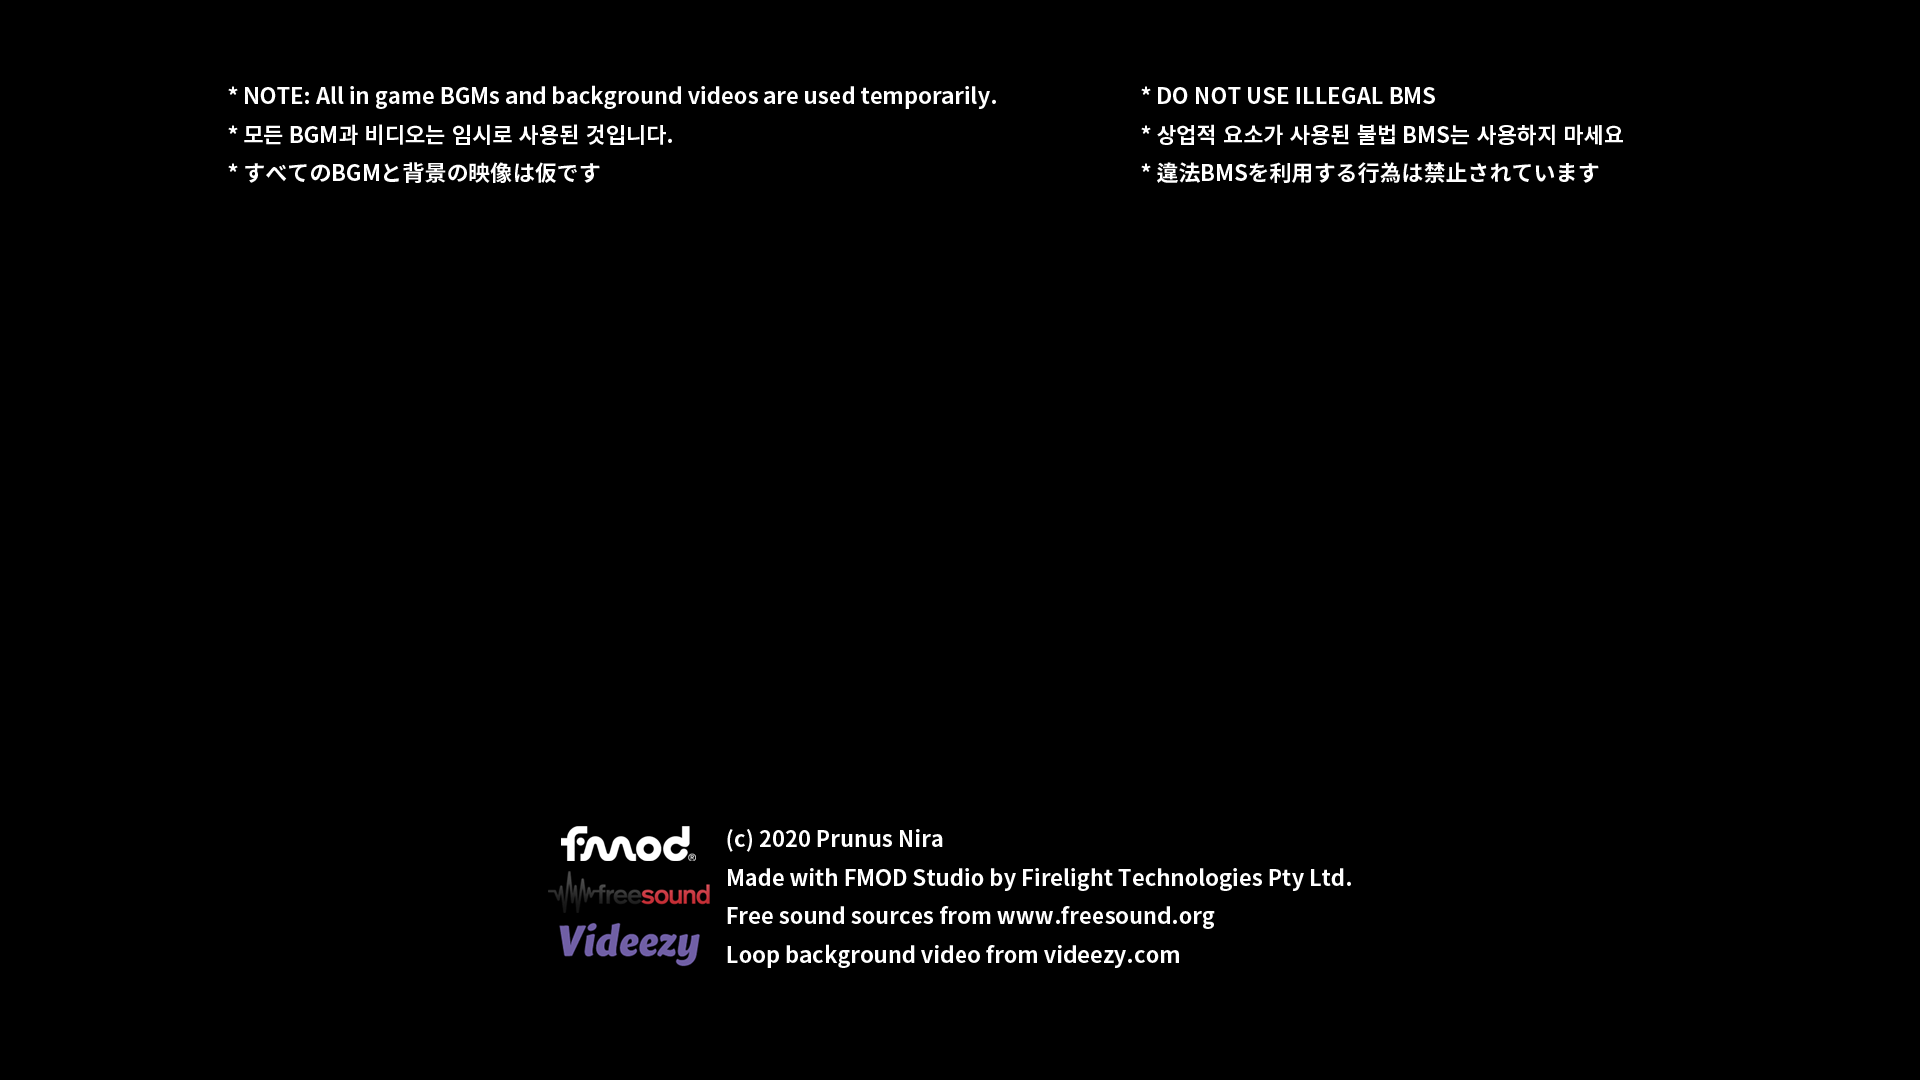 * NOTE: All in game BGMs and background videos are used temporarily.
* 모든 BGM과 비디오는 임시로 사용된 것입니다.
* すべてのBGMと背景の映像は仮です
* DO NOT USE ILLEGAL BMS
* 상업적 요소가 사용된 불법 BMS는 사용하지 마세요
* 違法BMSを利用する行為は禁止されています
fmod®
freesound
Videezy
(c) 2020 Prunus Nira
Made with FMOD Studio by Firelight Technologies Pty Ltd.
Free sound sources from www.freesound.org
Loop background video from videezy.com